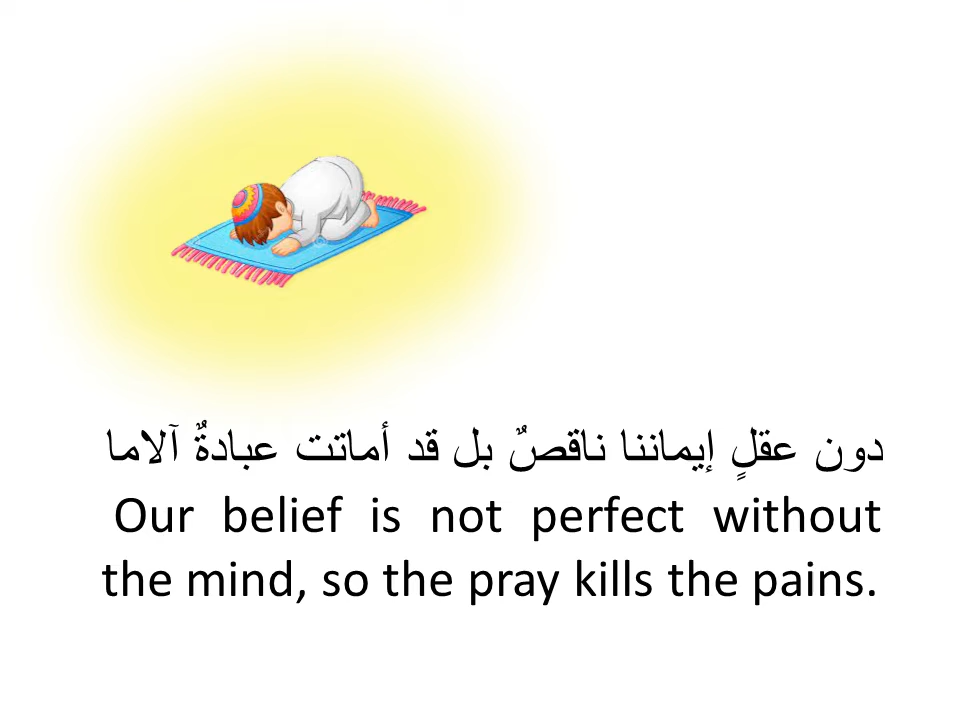 دون عقلٍ إيماننا ناقصٌ بل قد أماتت عبادةٌ آلاما
Our belief is not perfect without
the mind, so the pray kills the pains.